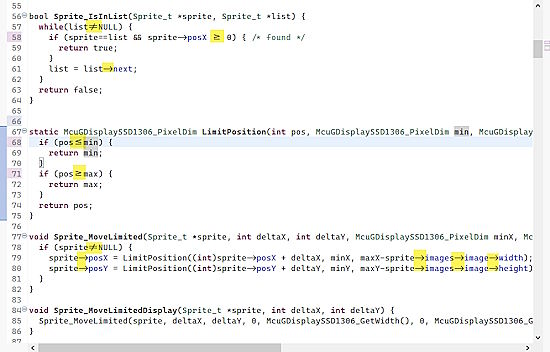 55
56 bool Sprite_IsInList(Sprite_t *sprite, Sprite_t *list) {
57 while(list≠NULL) {
58 if (sprite==list && sprite→posX ≥ 0) { /* found */
59 return true;
60 }
61 list = list→next;
62 }
63 return false;
64 }
65
66
67 static McuGDisplaySSD1306_PixelDim LimitPosition(int pos, McuGDisplaySSD1306_PixelDim min, McuGDisplay
68 if (pos≤min) {
69 return min;
70 }
71 if (pos≥max) {
72 return max;
73 }
74 return pos;
75 }
76
77 void Sprite_MoveLimited(Sprite_t *sprite, int deltaX, int deltaY, McuGDisplaySSD1306_PixelDim minX, Mc
78 if (sprite≠NULL) {
79 sprite→posX = LimitPosition((int)sprite→posX + deltaX, minX, maxX-sprite→images→image→width);
80 sprite→posY = LimitPosition((int)sprite→posY + deltaY, minY, maxY-sprite→images→image→height)
81 }
82 }
83
84 void Sprite_MoveLimitedDisplay(Sprite_t *sprite, int deltaX, int deltaY) {
85 Sprite_MoveLimited(sprite, deltaX, deltaY, 0, McuGDisplaySSD1306_GetWidth(), 0, McuGDisplaySSD1306_G
86 }
87